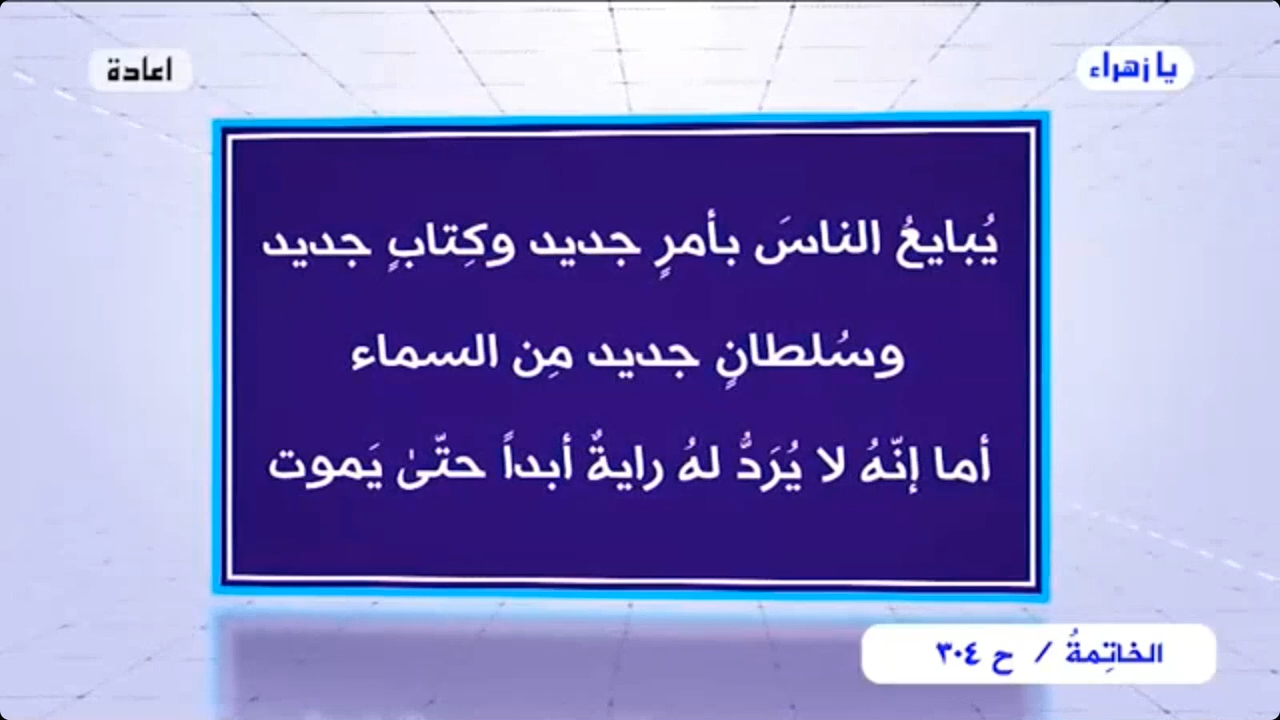 يا زهراء
اعادة
يُبايعُ الناسَ بأمرٍ جديد وكِتابٍ جديد
وسُلطانٍ جديد مِن السماء
أما إنّهُ لا يُرَدُّ لهُ رايةٌ أبداً حتّىٰ يَموت
الخاتِمةُ / ح ٣٠٤